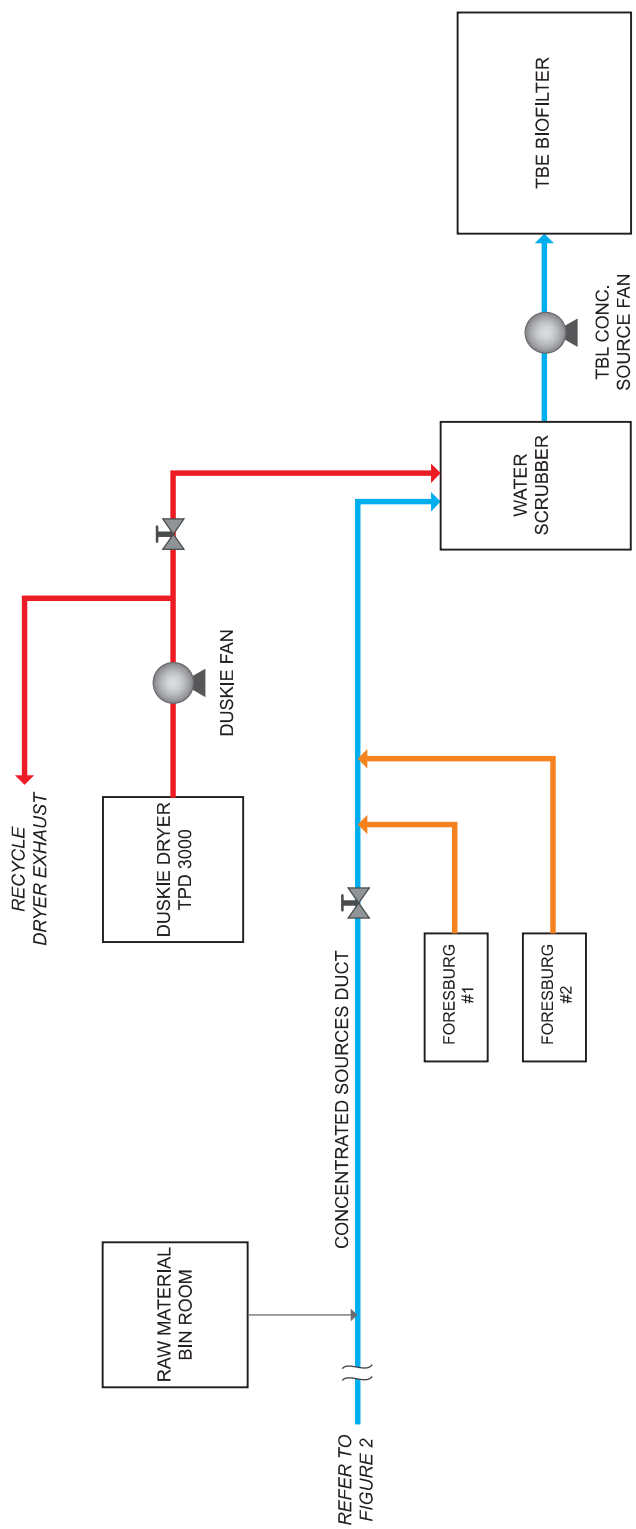 REFER TO
FIGURE 2
RAW MATERIAL
BIN ROOM
CONCENTRATED SOURCES DUCT
RECYCLE
DRYER EXHAUST
DUSKIE DRYER
TPD 3000
DUSKIE FAN
FORESBURG
#1
FORESBURG
#2
WATER
SCRUBBER
TBL CONC.
SOURCE FAN
TBE BIOFILTER